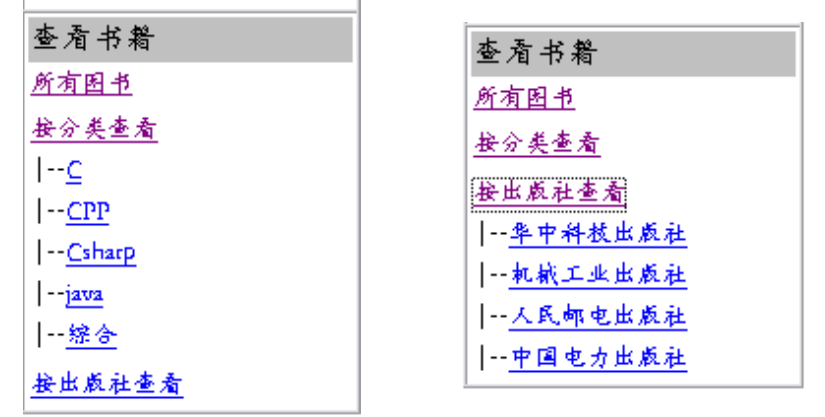 查看书籍
所有图书
按分类查看
|--C
|--CPP
|--Csharp
|--java
|--综合
按出版社查看
查看书籍
所有图书
按分类查看
按出版社查看
|--华中科技出版社
|--机械工业出版社
|--人民邮电出版社
|--中国电力出版社